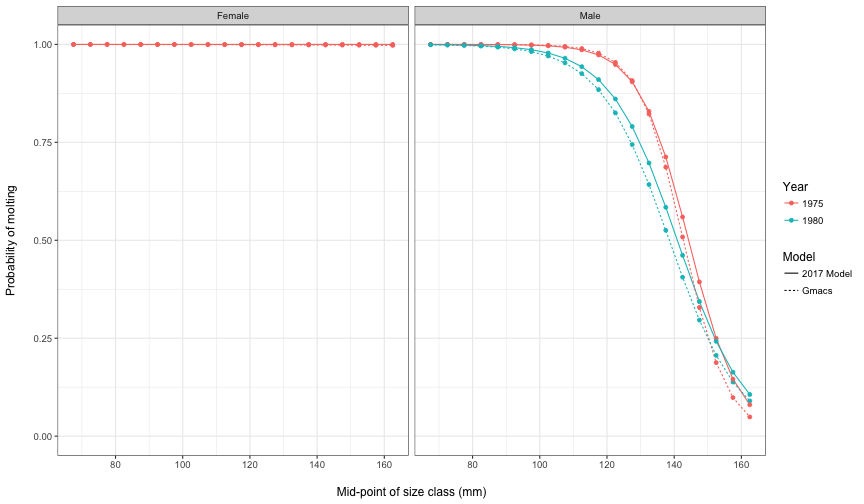 Female
Male
1.00
0.75
0.50
0.25
0.00
Probability of molting
80
100
120
140
160
80
100
120
140
160
Mid-point of size class (mm)
Year
1975
1980
Model
2017 Model
Gmacs